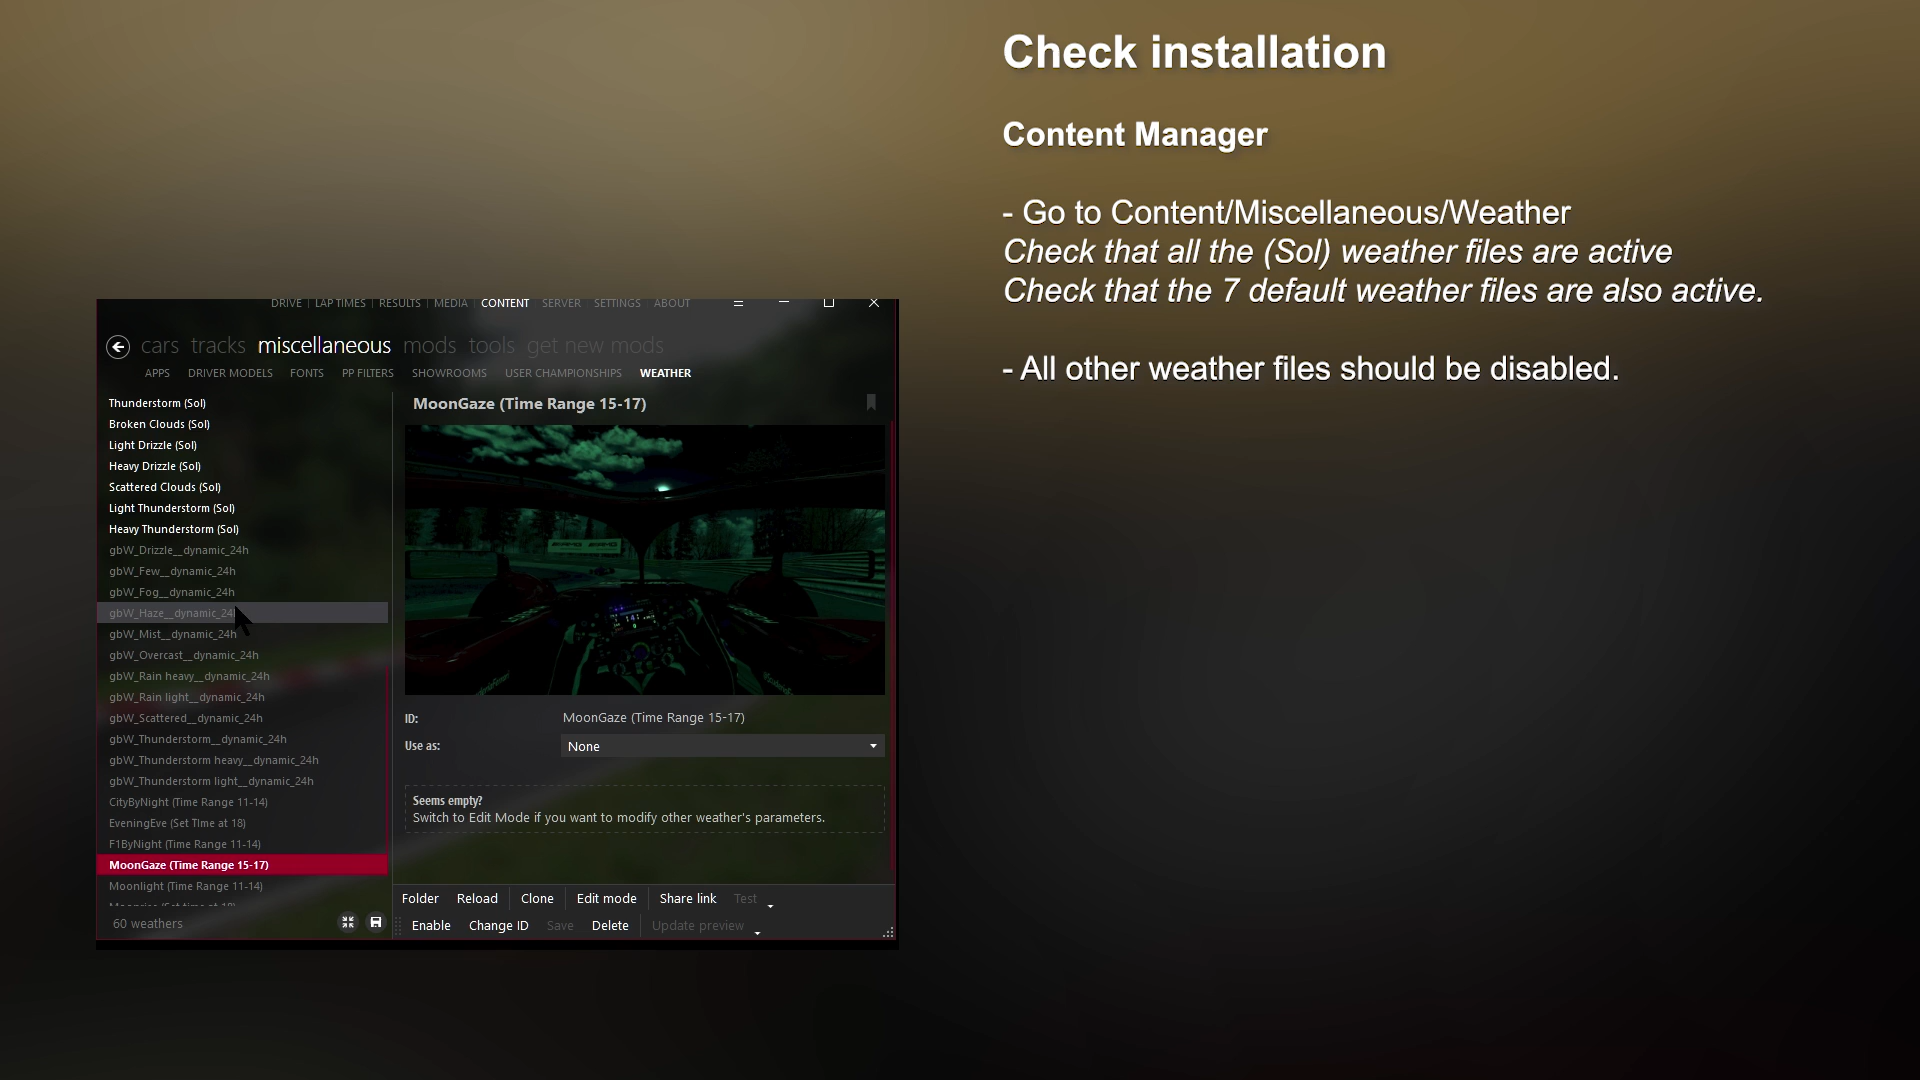 Check installation
Content Manager
- Go to Content/Miscellaneous/Weather
Check that all the (Sol) weather files are active
Check that the 7 default weather files are also active.
- All other weather files should be disabled.
DRIVE | LAP TIMES | RESULTS | MEDIA | CONTENT | SERVER | SETTINGS | ABOUT
cars tracks miscellaneous mods tools get new mods
APPS DRIVER MODELS FONTS PP FILTERS SHOWROOMS USER CHAMPIONSHIPS WEATHER
Thunderstorm (Sol)
Broken Clouds (Sol)
Light Drizzle (Sol)
Heavy Drizzle (Sol)
Scattered Clouds (Sol)
Light Thunderstorm (Sol)
Heavy Thunderstorm (Sol)
gbW_Drizzle__dynamic_24h
gbW_Few__dynamic_24h
gbW_Fog__dynamic_24h
gbW_Haze__dynamic_24
gbW_Mist__dynamic_24h
gbW_Overcast__dynamic_24h
gbW_Rain heavy__dynamic_24h
gbW_Rain light__dynamic_24h
gbW_Scattered__dynamic_24h
gbW_Thunderstorm__dynamic_24h
gbW_Thunderstorm heavy__dynamic_24h
gbW_Thunderstorm light__dynamic_24h
CityByNight (Time Range 11-14)
EveningEve (Set TIme at 18)
F1ByNight (Time Range 11-14)
MoonGaze (Time Range 15-17)
Moonlight (Time Range 11-14)
60 weathers
MoonGaze (Time Range 15-17)
ID: MoonGaze (Time Range 15-17)
Use as: None
Seems empty?
Switch to Edit Mode if you want to modify other weather's parameters.
Folder Reload Clone Edit mode Share link Test
Enable Change ID Save Delete Update preview